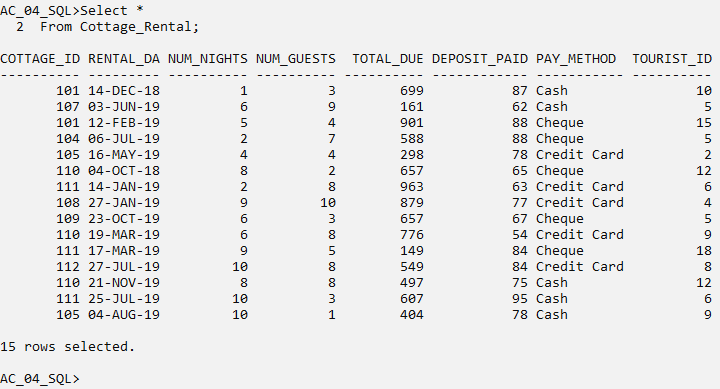 AC_04_SQL>Select *
  2  From Cottage_Rental;
COTTAGE_ID RENTAL_DA NUM_NIGHTS NUM_GUESTS  TOTAL_DUE DEPOSIT_PAID PAY_METHOD  TOURIST_ID
---------- --------- ---------- ---------- ---------- ------------ ----------- ----------
       101 14-DEC-18          1          3        699           87 Cash                10
       107 03-JUN-19          6          9        161           62 Cash                 5
       101 12-FEB-19          5          4        901           88 Cheque              15
       104 06-JUL-19          2          7        588           88 Cheque               5
       105 16-MAY-19          4          4        298           78 Credit Card          2
       110 04-OCT-18          8          2        657           65 Cheque              12
       111 14-JAN-19          2          8        963           63 Credit Card          6
       108 27-JAN-19          9         10        879           77 Credit Card          4
       109 23-OCT-19          6          3        657           67 Cheque               5
       110 19-MAR-19          6          8        776           54 Credit Card          9
       111 17-MAR-19          9          5        149           84 Cheque              18
       112 27-JUL-19         10          8        549           84 Credit Card          8
       110 21-NOV-19          8          8        497           75 Cash                12
       111 25-JUL-19         10          3        607           95 Cash                 6
       105 04-AUG-19         10          1        404           78 Cash                 9
15 rows selected.
AC_04_SQL>